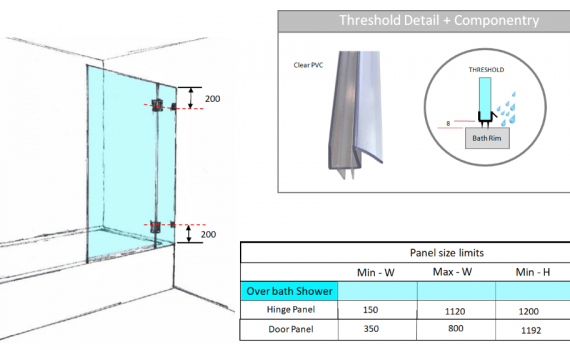 Threshold Detail + Componentry
Clear PVC
THRESHOLD
8
Bath Rim
200
200
Panel size limits
Min - W Max - W Min - H
Over bath Shower
Hinge Panel 150 1120 1200
Door Panel 350 800 1192